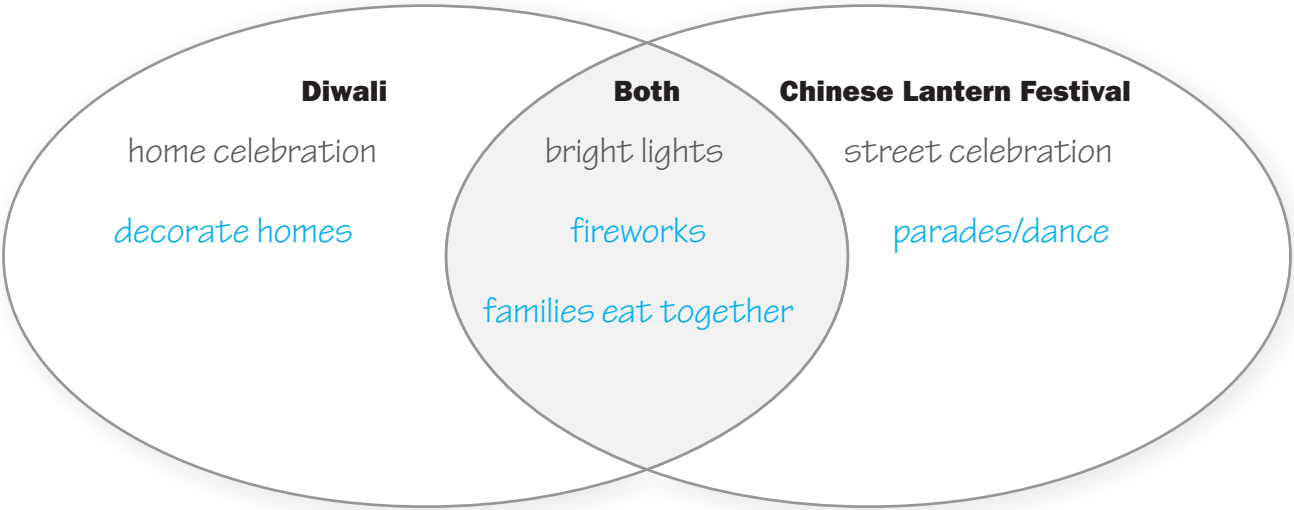 Diwali
home celebration
decorate homes
Both
bright lights
fireworks
families eat together
Chinese Lantern Festival
street celebration
parades/dance